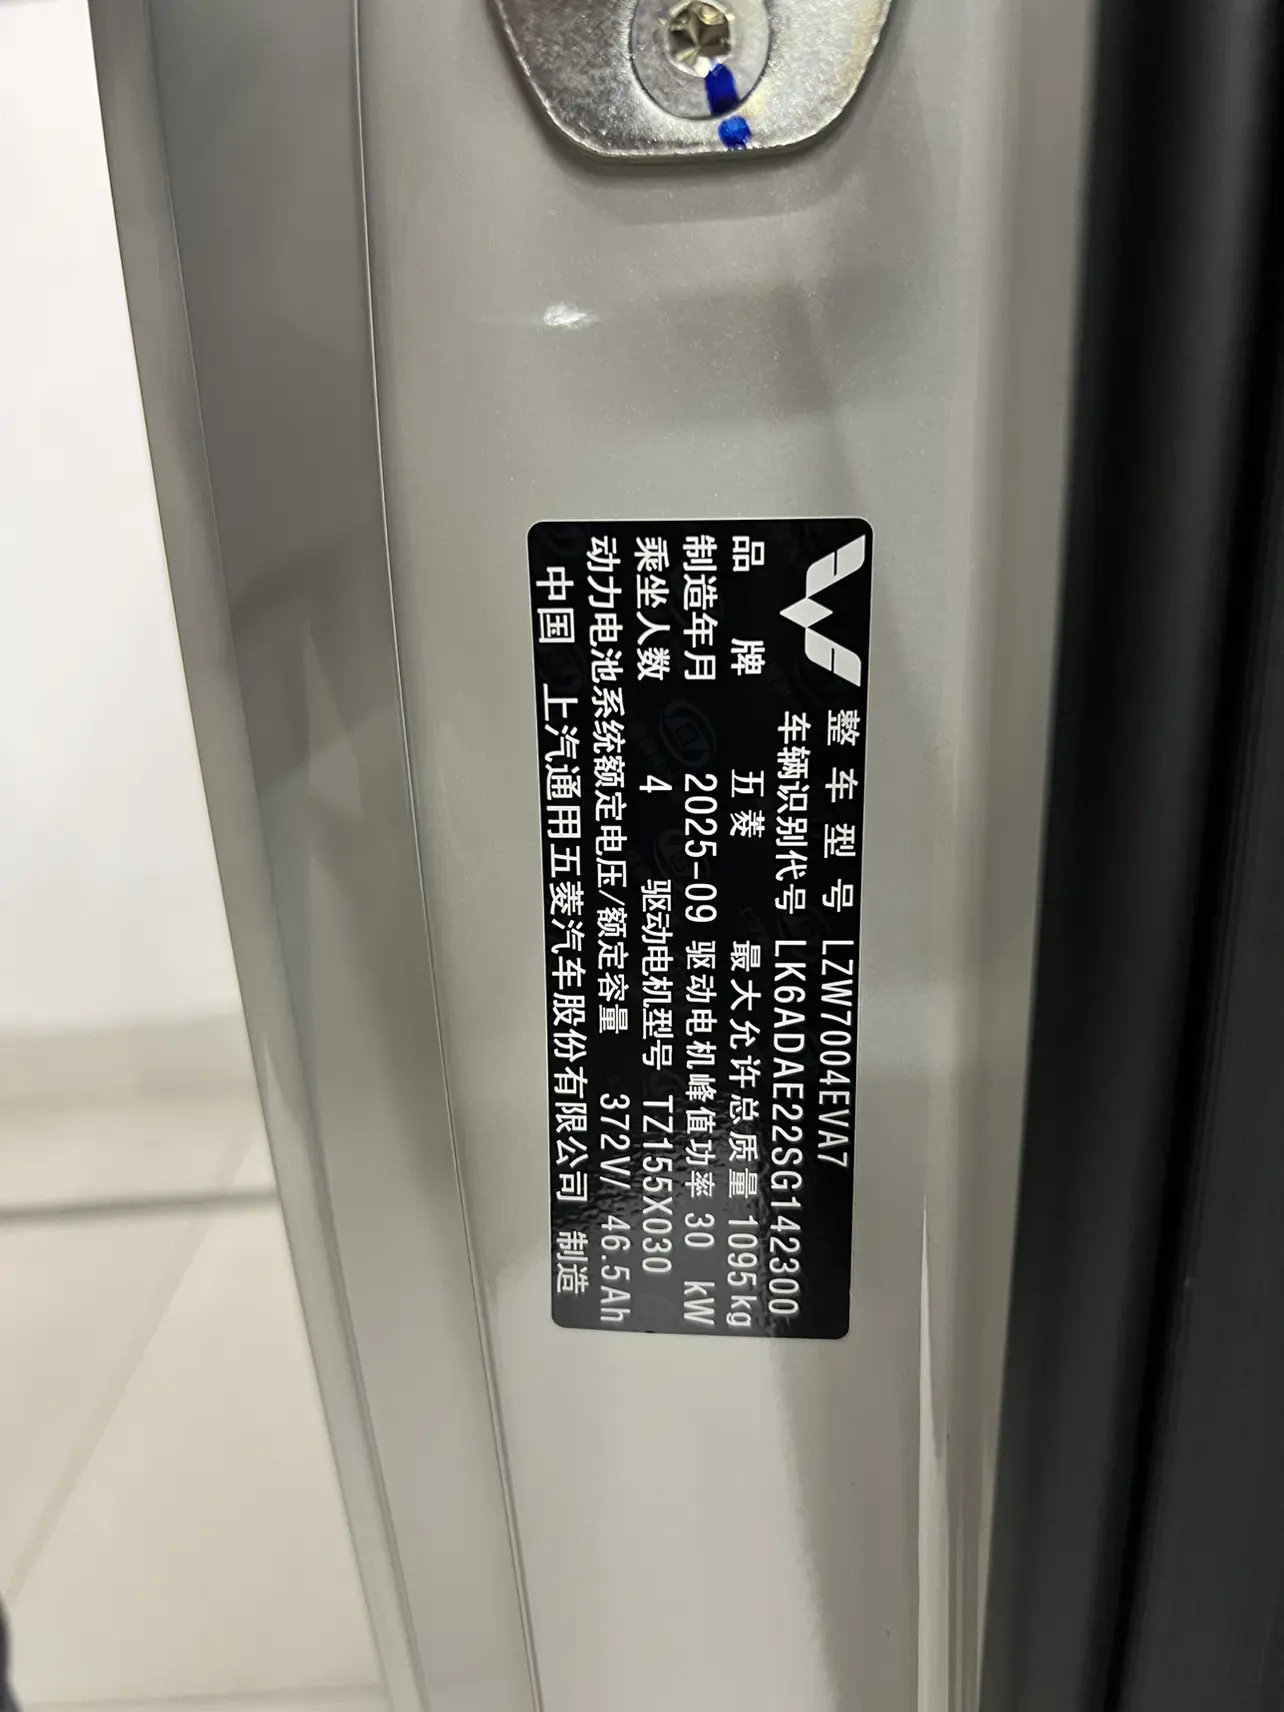 整车型号 LZW7004EVA7
车辆识别代号 LK6ADAE22SG142300
品牌 五菱 最大允许总质量 1095kg
制造年月 2025-09 驱动电机峰值功率 30 kW
乘坐人数 4 驱动电机型号 TZ155X030
动力电池系统额定电压/额定容量 372V/ 46.5Ah
中国 上汽通用五菱汽车股份有限公司 制造